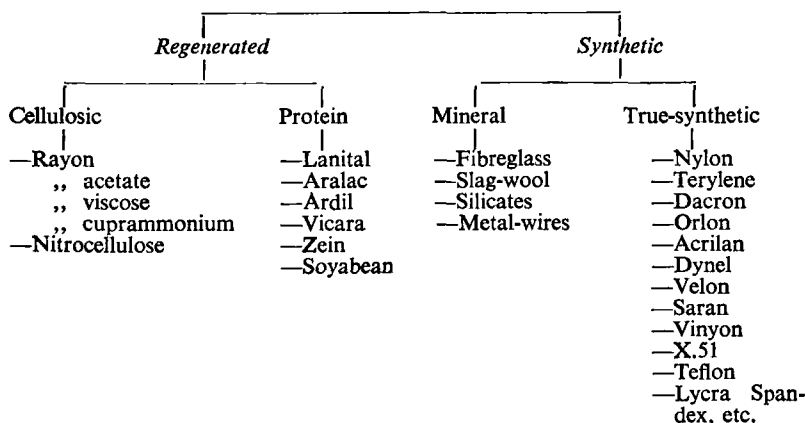 Regenerated
Synthetic
Cellulosic
Protein
Mineral
True-synthetic
—Rayon
„ acetate
„ viscose
„ cuprammonium
—Nitrocellulose
—Lanital
—Aralac
—Ardil
—Vicara
—Zein
—Soyabean
—Fibreglass
—Slag-wool
—Silicates
—Metal-wires
—Nylon
—Terylene
—Dacron
—Orlon
—Acrilan
—Dynel
—Velon
—Saran
—Vinyon
—X.51
—Teflon
—Lycra Span-
dex, etc.